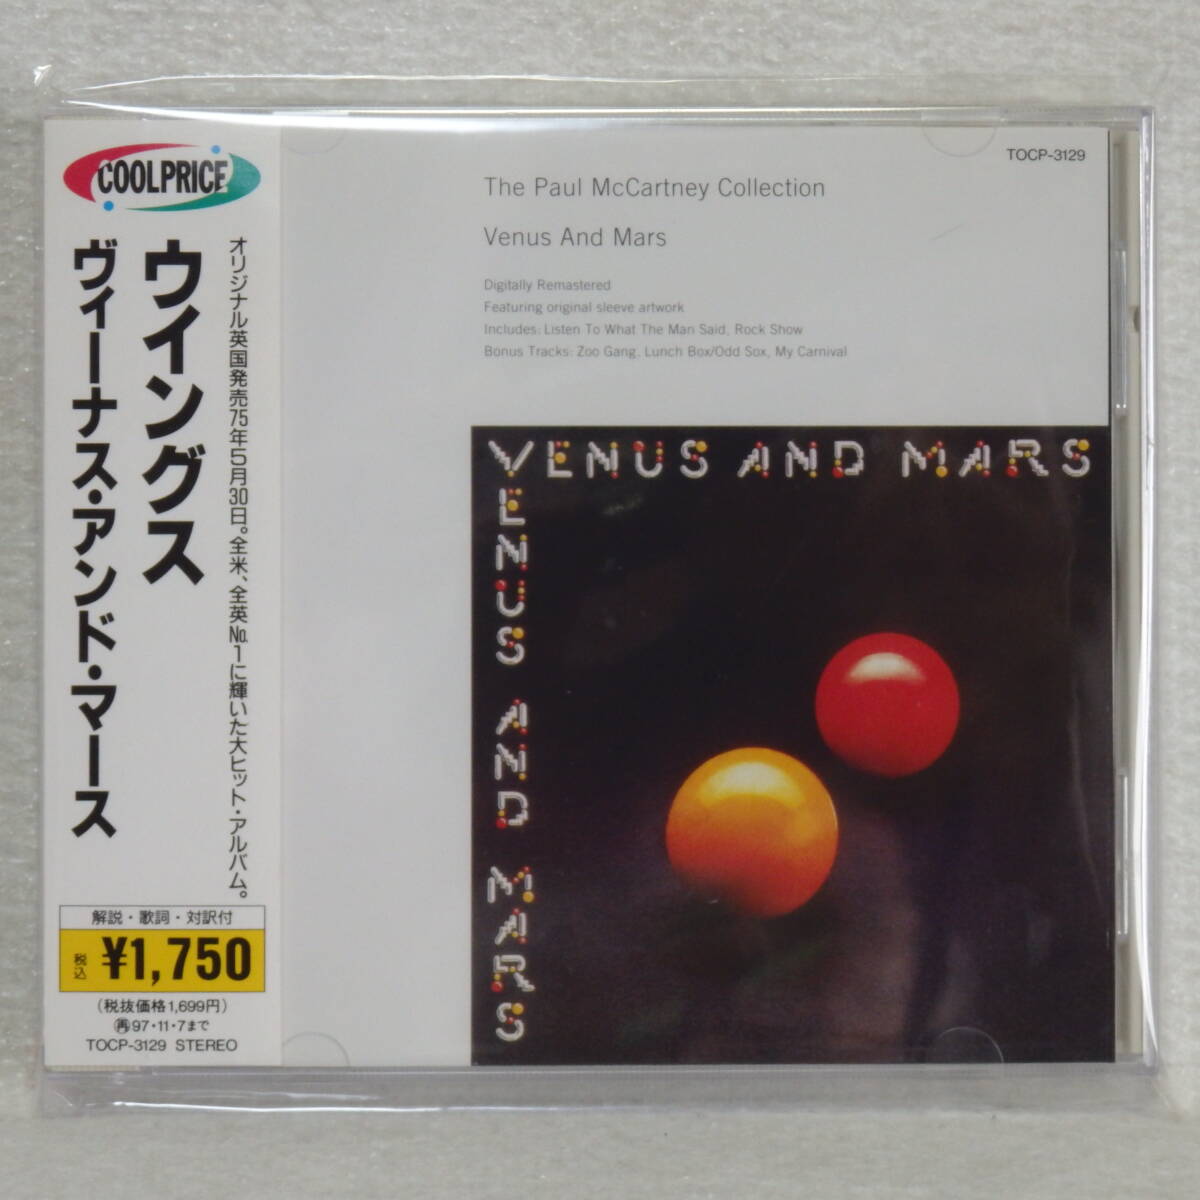 COOLPRICE
オリジナル英国発売75年5月30日。全米、全英No.1に輝いた大ヒット・アルバム。
ウイングス
ヴィーナス・アンド・マース
解説・歌詞・対訳付
税込 ¥1,750
(税抜価格1,699円)
再97・11・7まで
TOCP-3129 STEREO
TOCP-3129
The Paul McCartney Collection
Venus And Mars
Digitally Remastered
Featuring original sleeve artwork
Includes: Listen To What The Man Said, Rock Show
Bonus Tracks: Zoo Gang, Lunch Box/Odd Sox, My Carnival
VENUS AND MARS
VENUS AND MARS